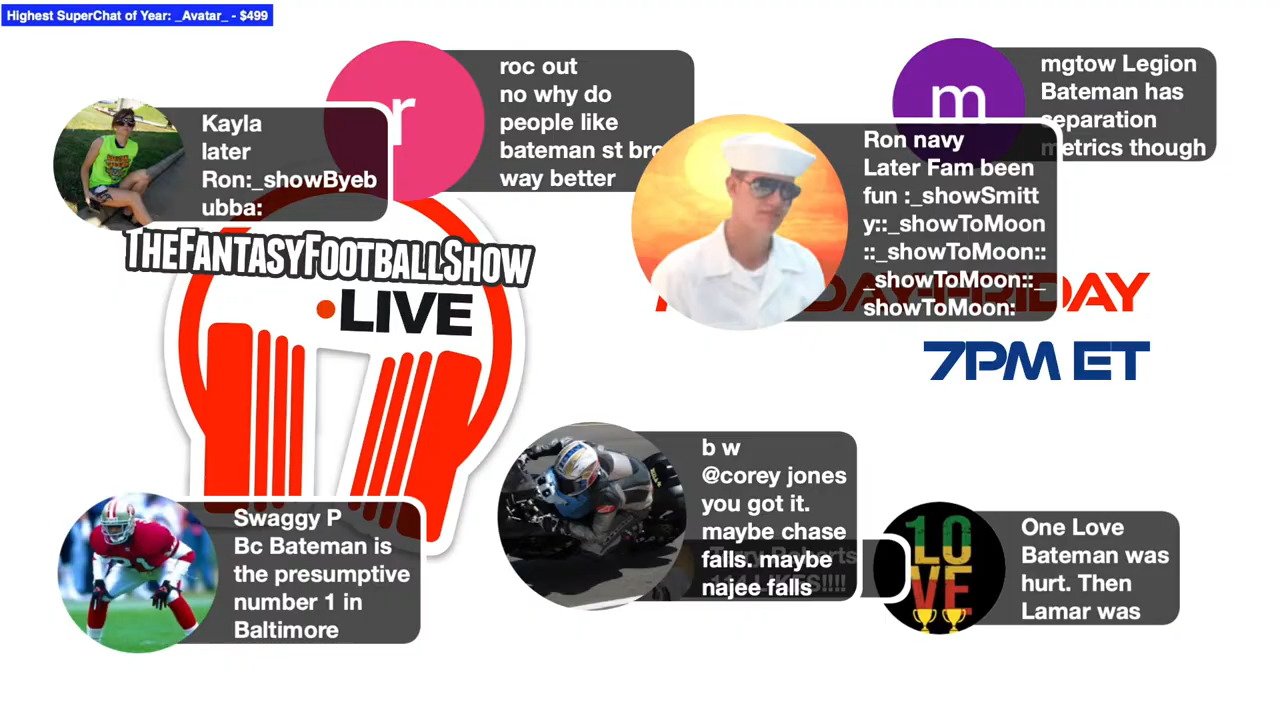 Highest SuperChat of Year: _Avatar_ - $499
roc out
no why do
people like
bateman st bro
way better
mgtow Legion
Bateman has
separation
metrics though
Kayla
later
Ron:_showByeb
ubba:
r
m
Ron navy
Later Fam been
fun :_showSmitt
y::_showToMoon
::_showToMoon::
_showToMoon::_
showToMoon:
THEFANTASYFOOTBALLSHOW
LIVE
7PM ET
b w
@corey jones
you got it.
maybe chase
falls. maybe
najee falls
LIKES!!!!
Swaggy P
Bc Bateman is
the presumptive
number 1 in
Baltimore
1LO
VE
One Love
Bateman was
hurt. Then
Lamar was